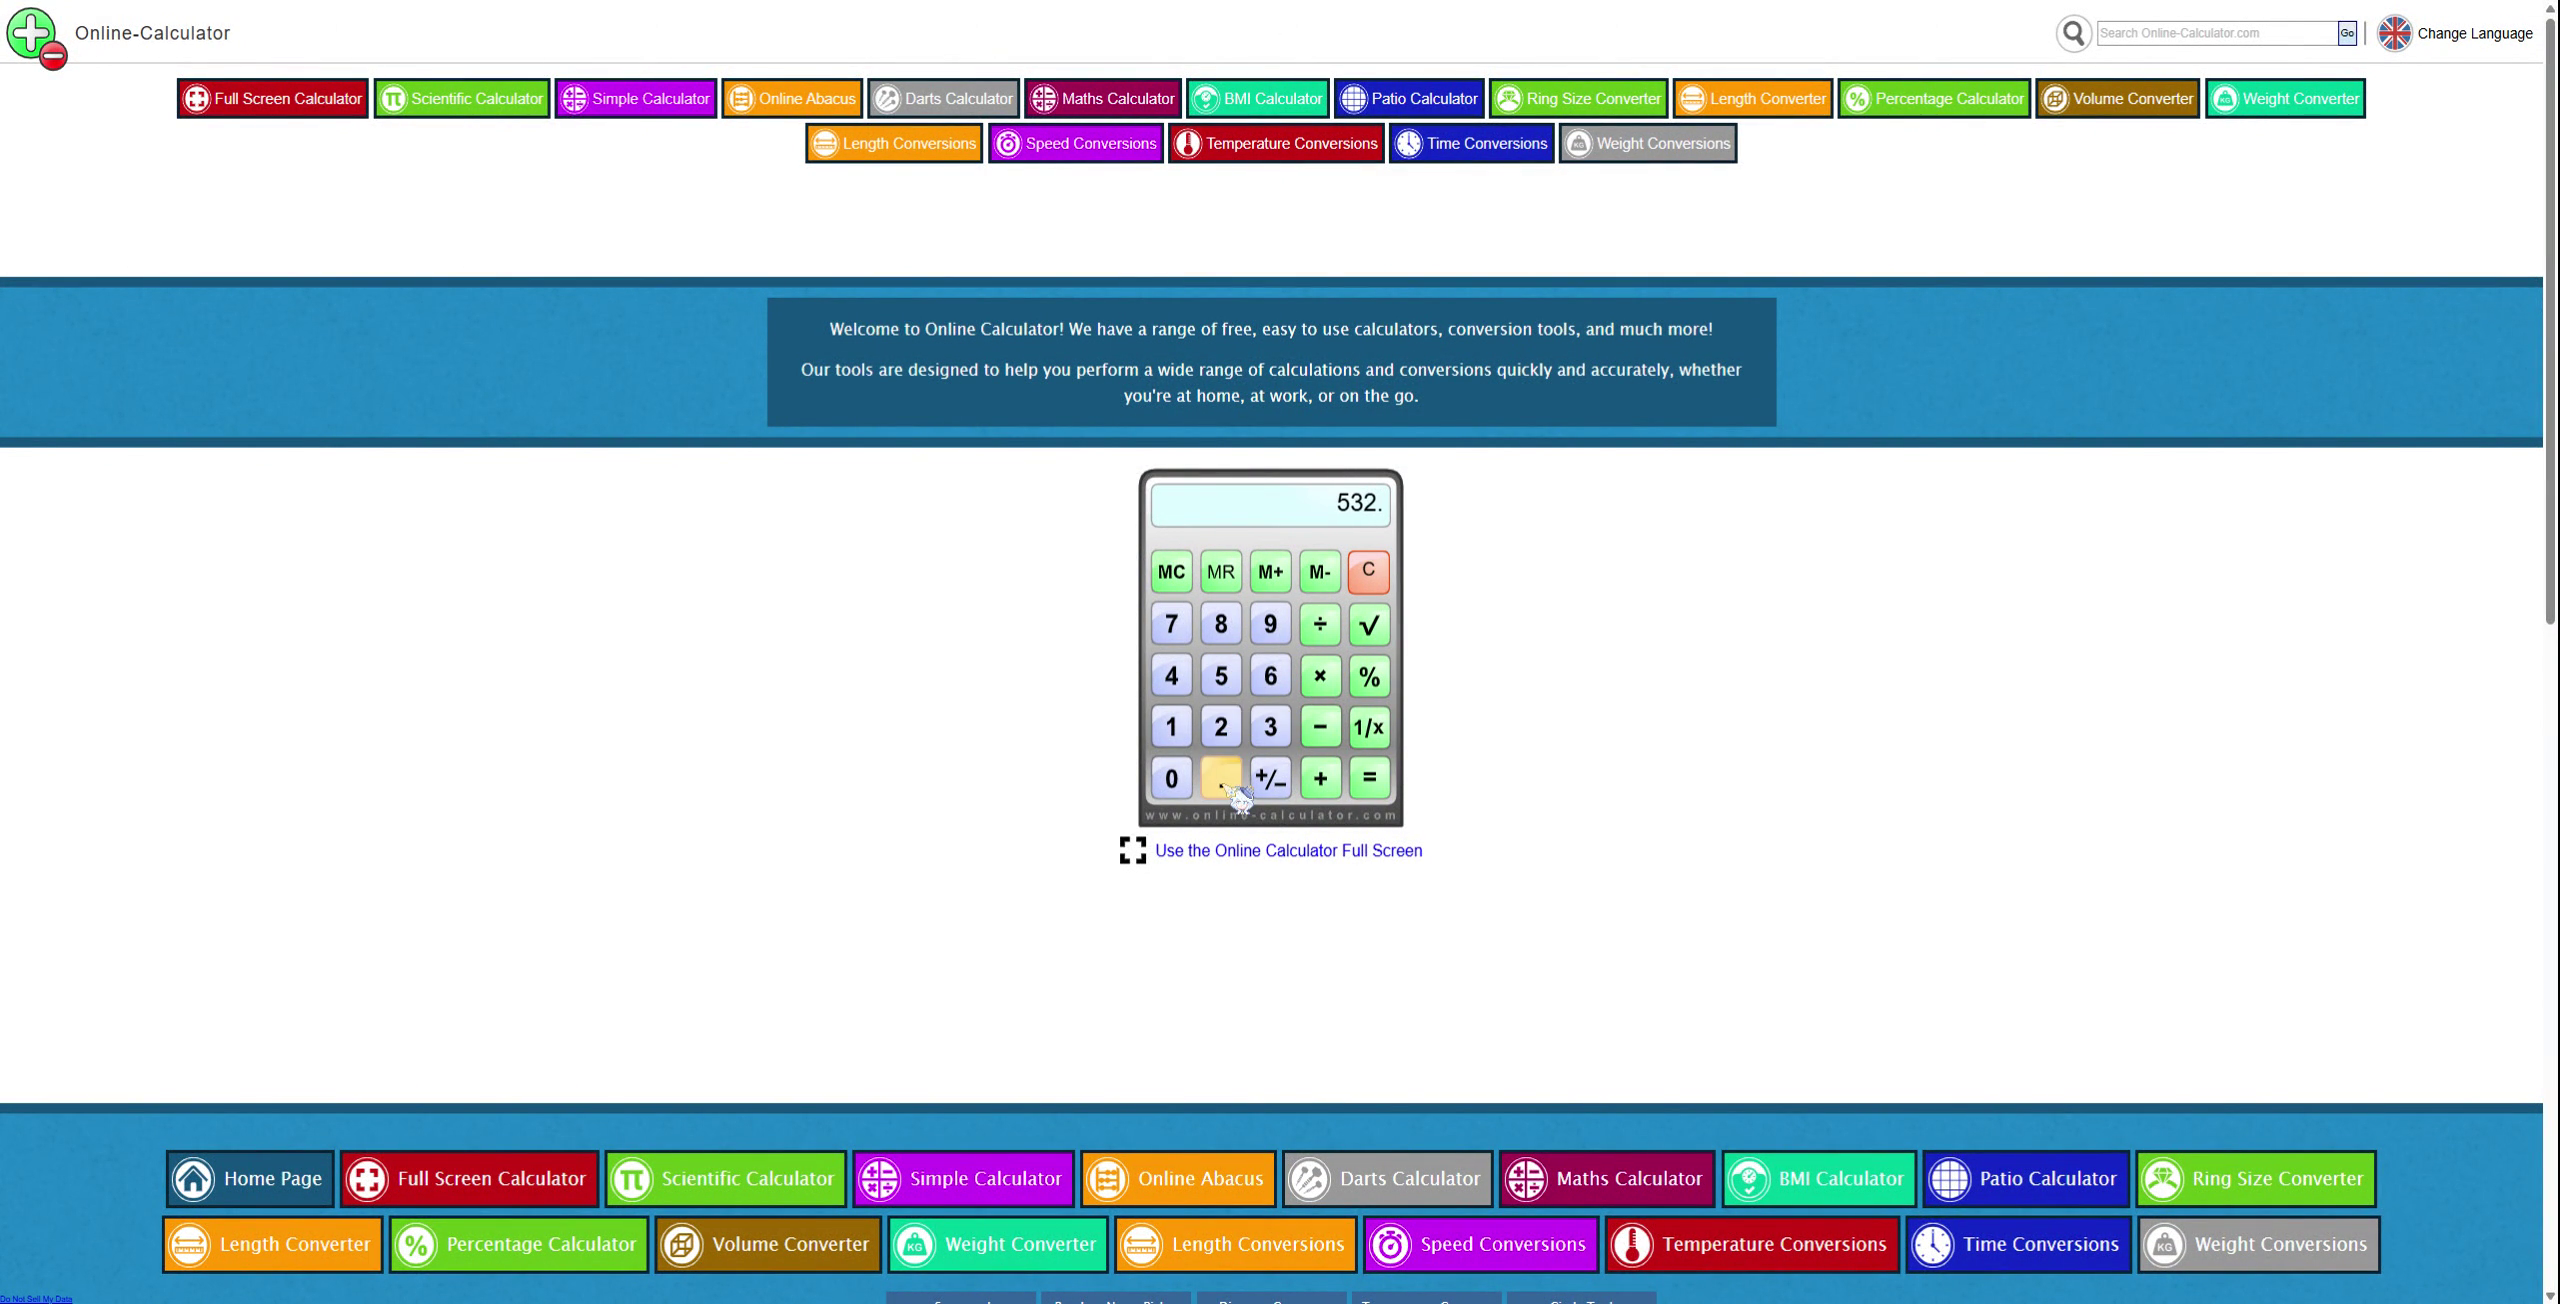 Online-Calculator
Search Online-Calculator.com Go | Change Language
Full Screen Calculator Scientific Calculator Simple Calculator Online Abacus Darts Calculator Maths Calculator BMI Calculator Patio Calculator Ring Size Converter Length Converter Percentage Calculator Volume Converter Weight Converter
Length Conversions Speed Conversions Temperature Conversions Time Conversions Weight Conversions
Welcome to Online Calculator! We have a range of free, easy to use calculators, conversion tools, and much more!
Our tools are designed to help you perform a wide range of calculations and conversions quickly and accurately, whether
you're at home, at work, or on the go.
532.
MC MR M+ M- C
7 8 9 ÷ √
4 5 6 × %
1 2 3 − 1/x
0 . +/− + =
www.online-calculator.com
Use the Online Calculator Full Screen
Home Page Full Screen Calculator Scientific Calculator Simple Calculator Online Abacus Darts Calculator Maths Calculator BMI Calculator Patio Calculator Ring Size Converter
Length Converter Percentage Calculator Volume Converter Weight Converter Length Conversions Speed Conversions Temperature Conversions Time Conversions Weight Conversions
Do Not Sell My Data